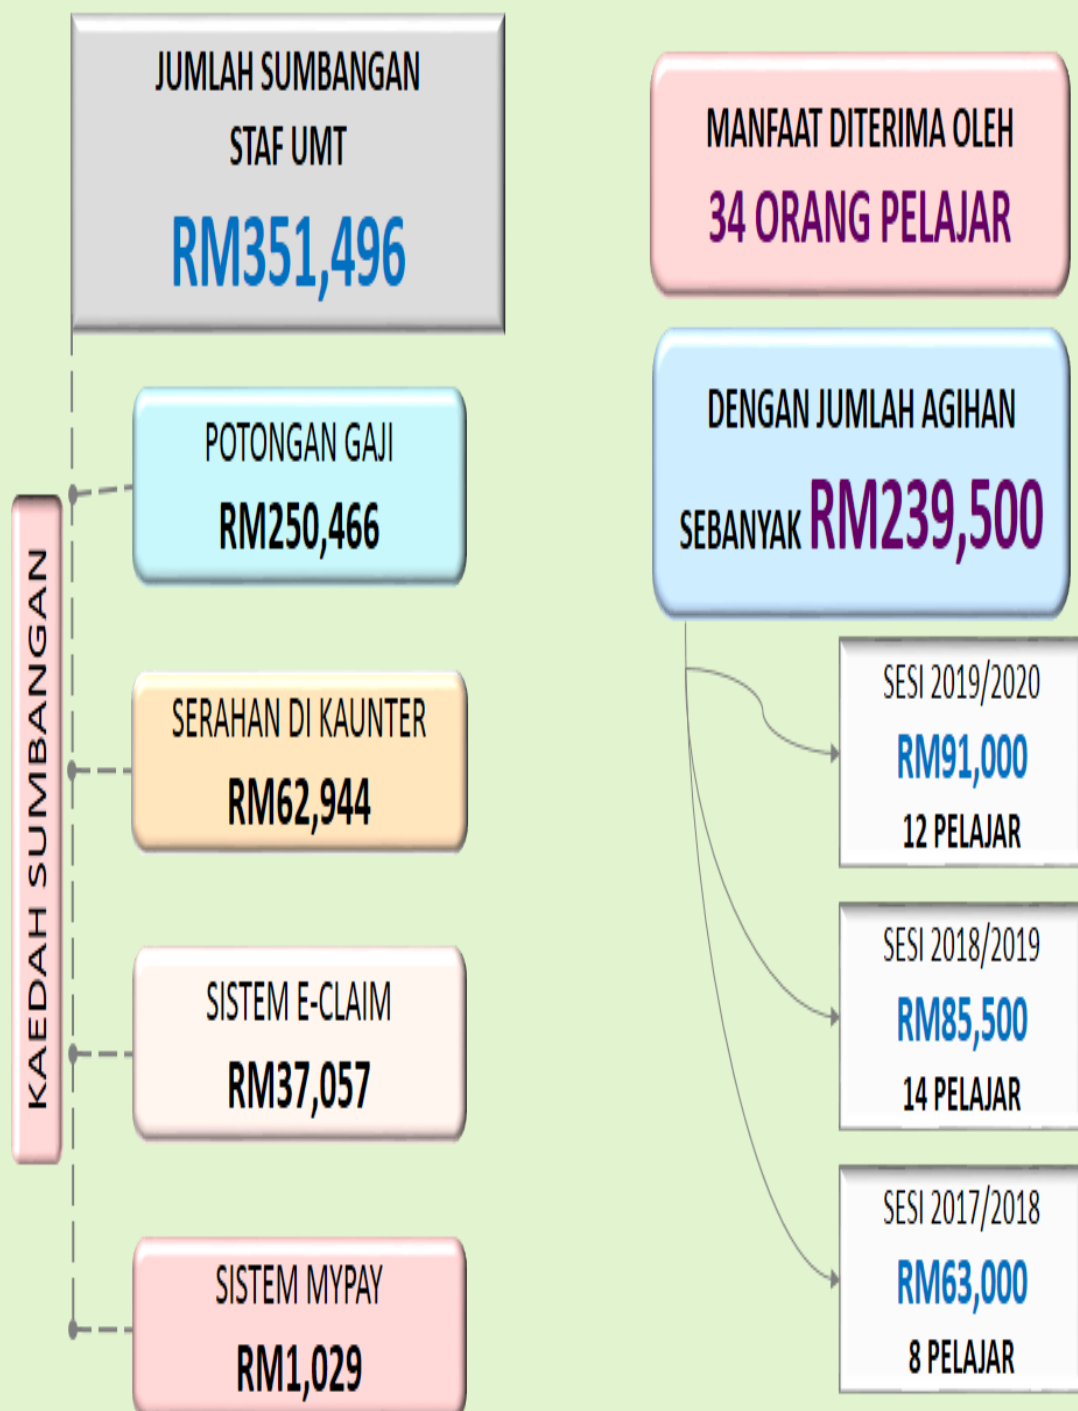 JUMLAH SUMBANGAN
STAF UMT
RM351,496
KAEDAH SUMBANGAN
POTONGAN GAJI
RM250,466
SERAHAN DI KAUNTER
RM62,944
SISTEM E-CLAIM
RM37,057
SISTEM MYPAY
RM1,029
MANFAAT DITERIMA OLEH
34 ORANG PELAJAR
DENGAN JUMLAH AGIHAN
SEBANYAK RM239,500
SESI 2019/2020
RM91,000
12 PELAJAR
SESI 2018/2019
RM85,500
14 PELAJAR
SESI 2017/2018
RM63,000
8 PELAJAR